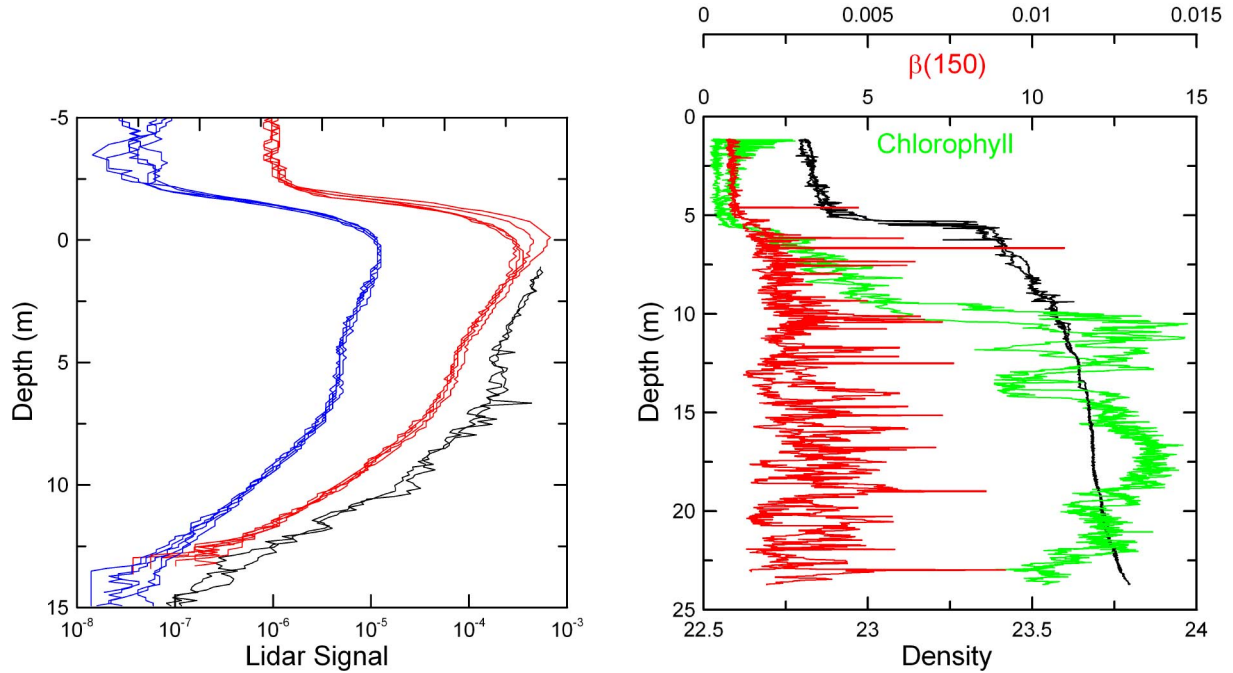 0 0.005 0.01 0.015
β(150)
0 5 10 15
-5
0
5
10
15
Depth (m)
10-8 10-7 10-6 10-5 10-4 10-3
Lidar Signal
Chlorophyll
0
5
10
15
20
25
Depth (m)
22.5 23 23.5 24
Density